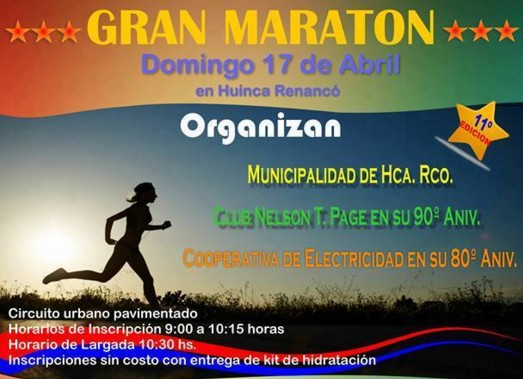 GRAN MARATON
Domingo 17 de Abril
en Huinca Renancó
Organizan
11º
EDICION
MUNICIPALIDAD DE HCA. RCO.
CLUB NELSON T. PAGE EN SU 90º ANIV.
COOPERATIVA DE ELECTRICIDAD EN SU 80º ANIV.
Circuito urbano pavimentado
Horarios de Inscripción 9:00 a 10:15 horas
Horario de Largada 10:30 hs.
Inscripciones sin costo con entrega de kit de hidratación